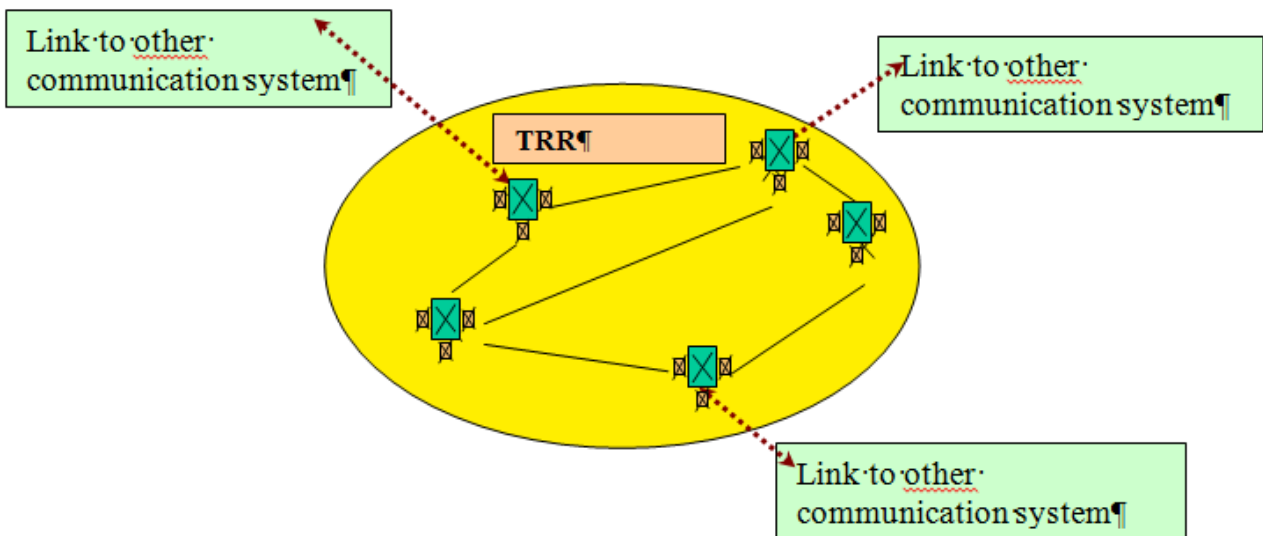 Link·to·other·
communication·system¶
Link·to·other·
communication·system¶
TRR¶
Link·to·other·
communication·system¶